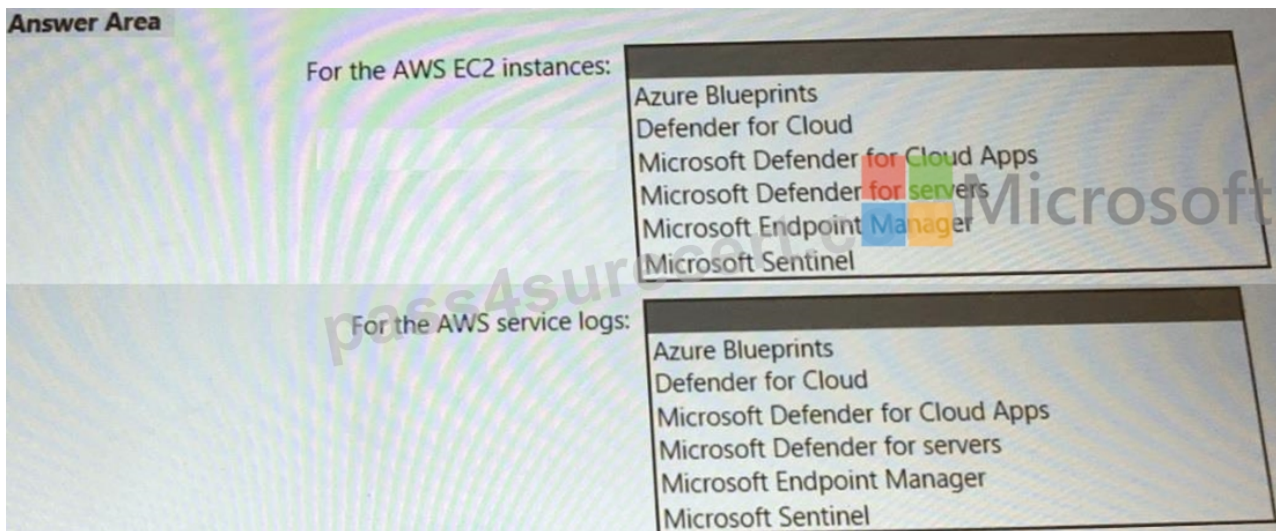 Answer Area
For the AWS EC2 instances:
Azure Blueprints
Defender for Cloud
Microsoft Defender for Cloud Apps
Microsoft Defender for servers
Microsoft Endpoint Manager
Microsoft Sentinel
Microsoft
For the AWS service logs:
Azure Blueprints
Defender for Cloud
Microsoft Defender for Cloud Apps
Microsoft Defender for servers
Microsoft Endpoint Manager
Microsoft Sentinel